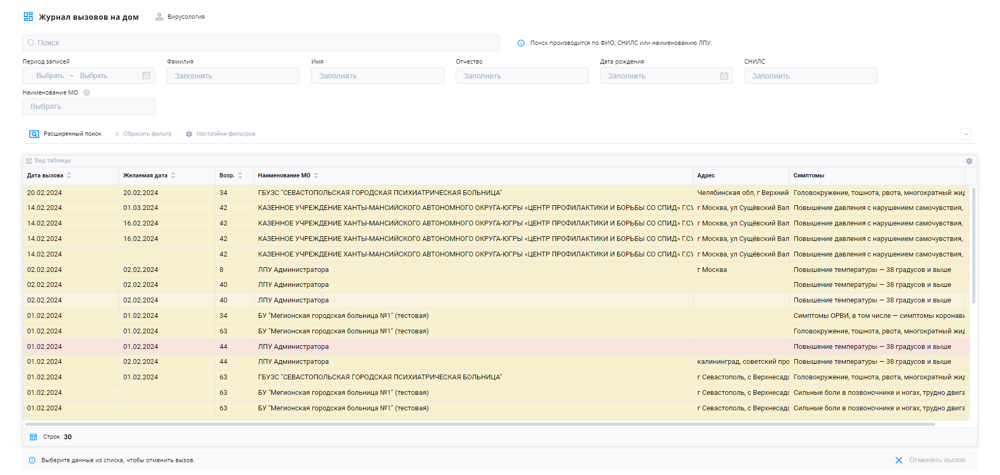 Журнал вызовов на дом Вирусология
Поиск Поиск производится по ФИО, СНИЛС или наименованию ЛПУ.
Период записей Фамилия Имя Отчество Дата рождения СНИЛС
Выбрать - Выбрать Заполнить Заполнить Заполнить Заполнить Заполнить
Наименование МО
Выбрать
Расширенный поиск Сбросить фильтр Настройки фильтров
Вид таблицы
Дата вызова Желаемая дата Возр. Наименование МО Адрес Симптомы
20.02.2024 20.02.2024 34 ГБУЗС "СЕВАСТОПОЛЬСКАЯ ГОРОДСКАЯ ПСИХИАТРИЧЕСКАЯ БОЛЬНИЦА" Челябинская обл, г Верхний Головокружение, тошнота, рвота, многократный жид
14.02.2024 01.03.2024 42 КАЗЕННОЕ УЧРЕЖДЕНИЕ ХАНТЫ-МАНСИЙСКОГО АВТОНОМНОГО ОКРУГА-ЮГРЫ «ЦЕНТР ПРОФИЛАКТИКИ И БОРЬБЫ СО СПИД» Г.СУ г Москва, ул Сущёвский Вал Повышение давления с нарушением самочувствия,
14.02.2024 16.02.2024 42 КАЗЕННОЕ УЧРЕЖДЕНИЕ ХАНТЫ-МАНСИЙСКОГО АВТОНОМНОГО ОКРУГА-ЮГРЫ «ЦЕНТР ПРОФИЛАКТИКИ И БОРЬБЫ СО СПИД» Г.СУ г Москва, ул Сущёвский Вал Повышение давления с нарушением самочувствия,
14.02.2024 16.02.2024 42 КАЗЕННОЕ УЧРЕЖДЕНИЕ ХАНТЫ-МАНСИЙСКОГО АВТОНОМНОГО ОКРУГА-ЮГРЫ «ЦЕНТР ПРОФИЛАКТИКИ И БОРЬБЫ СО СПИД» Г.СУ г Москва, ул Сущёвский Вал Повышение давления с нарушением самочувствия,
14.02.2024 42 КАЗЕННОЕ УЧРЕЖДЕНИЕ ХАНТЫ-МАНСИЙСКОГО АВТОНОМНОГО ОКРУГА-ЮГРЫ «ЦЕНТР ПРОФИЛАКТИКИ И БОРЬБЫ СО СПИД» Г.СУ г Москва, ул Сущёвский Вал Повышение давления с нарушением самочувствия,
02.02.2024 02.02.2024 8 ЛПУ Администратора г Москва Повышение температуры — 38 градусов и выше
02.02.2024 02.02.2024 40 ЛПУ Администратора Повышение температуры — 38 градусов и выше
02.02.2024 02.02.2024 40 ЛПУ Администратора Повышение температуры — 38 градусов и выше
01.02.2024 01.02.2024 34 БУ "Мегионская городская больница №1" (тестовая) Симптомы ОРВИ, в том числе — симптомы коронави
01.02.2024 01.02.2024 63 БУ "Мегионская городская больница №1" (тестовая) Головокружение, тошнота, рвота, многократный жид
01.02.2024 01.02.2024 44 ЛПУ Администратора Повышение температуры — 38 градусов и выше
01.02.2024 02.02.2024 44 ЛПУ Администратора калининград, советский про Повышение температуры — 38 градусов и выше
01.02.2024 01.02.2024 63 ГБУЗС "СЕВАСТОПОЛЬСКАЯ ГОРОДСКАЯ ПСИХИАТРИЧЕСКАЯ БОЛЬНИЦА" г Севастополь, с Верхнесадо Головокружение, тошнота, рвота, многократный жид
01.02.2024 63 БУ "Мегионская городская больница №1" (тестовая) г Севастополь, с Верхнесадо Сильные боли в позвоночнике и ногах, трудно двига
01.02.2024 63 БУ "Мегионская городская больница №1" (тестовая) г Севастополь, с Верхнесадо Сильные боли в позвоночнике и ногах, трудно двига
Строк 30
Выберите данные из списка, чтобы отменить вызов. Отменить вызов